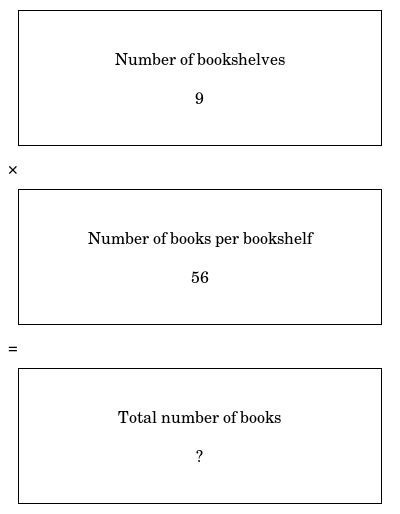 Number of bookshelves
9
×
Number of books per bookshelf
56
=
Total number of books
?